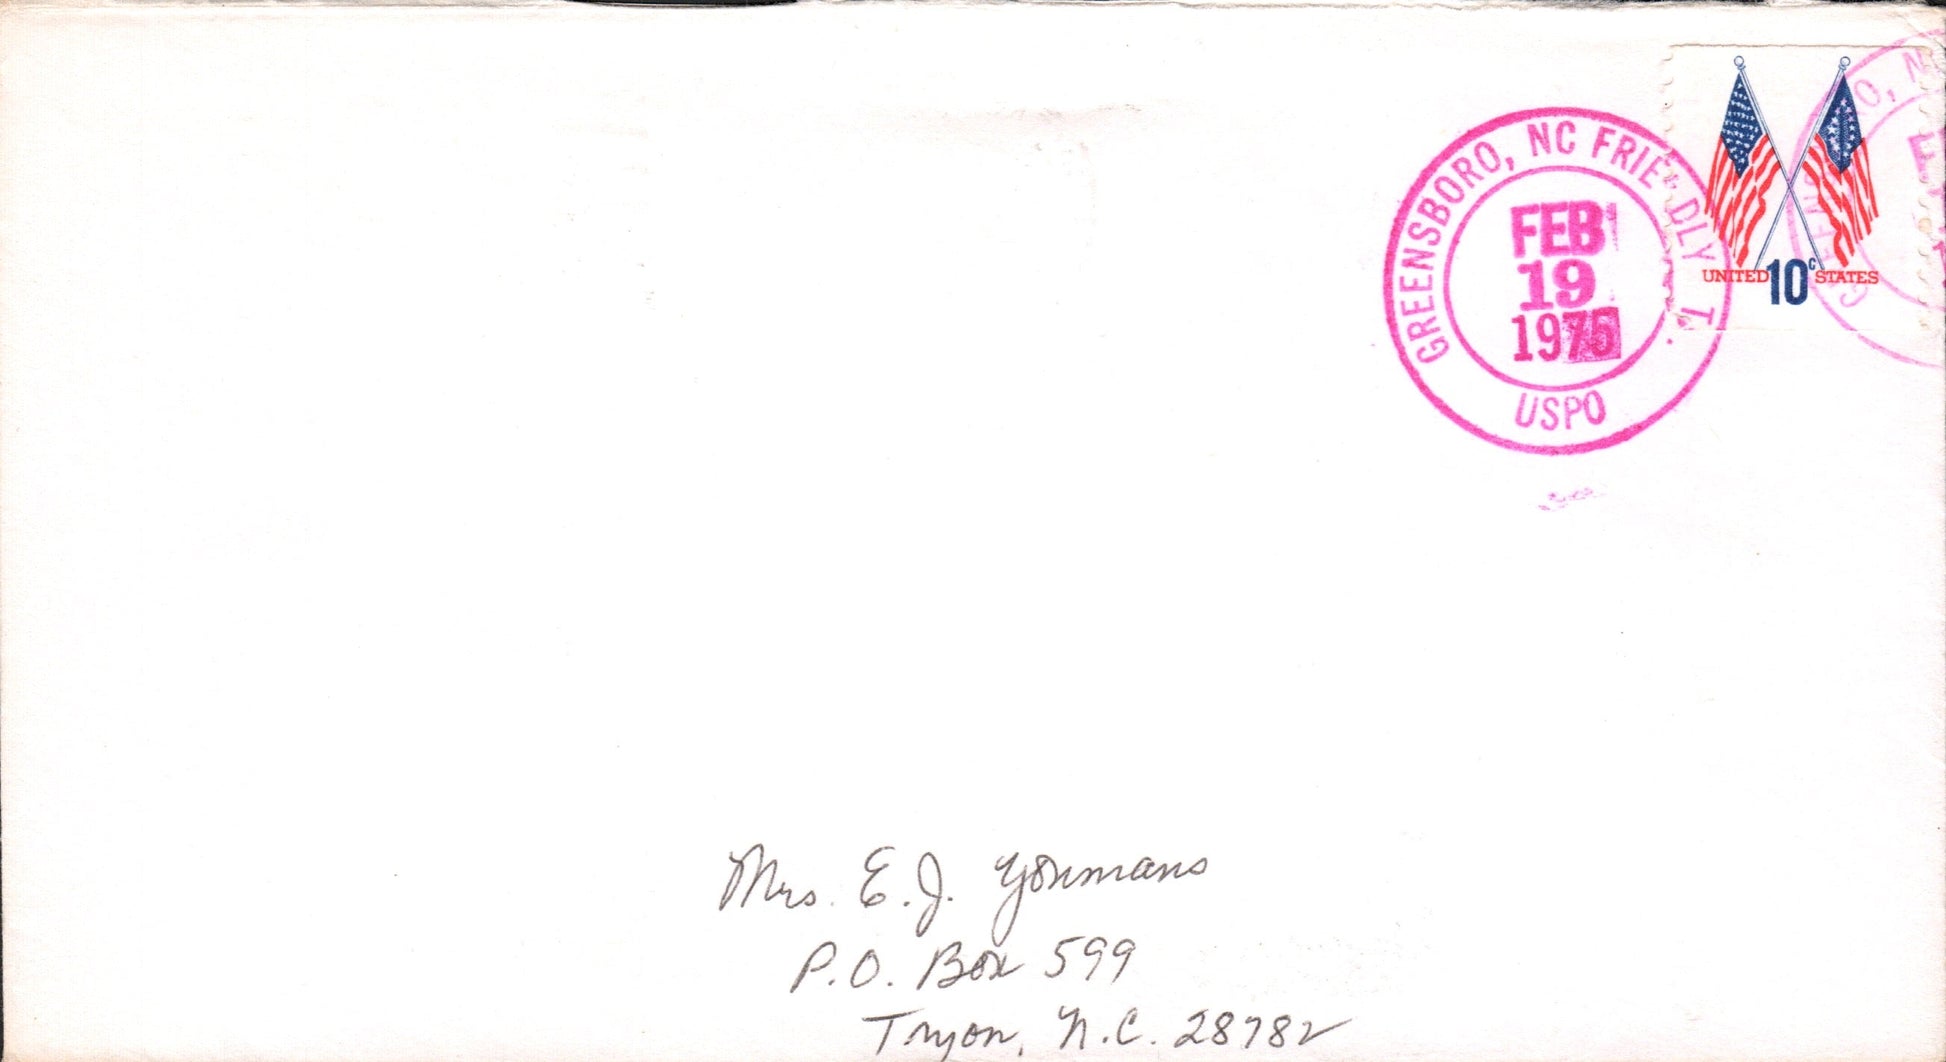 GREENSBORO, NC FRIENDLY T.
FEB
19
1975
USPO
UNITED 10c STATES
Mrs. E. J. Youmans
P.O. Box 599
Tryon, N.C. 28782